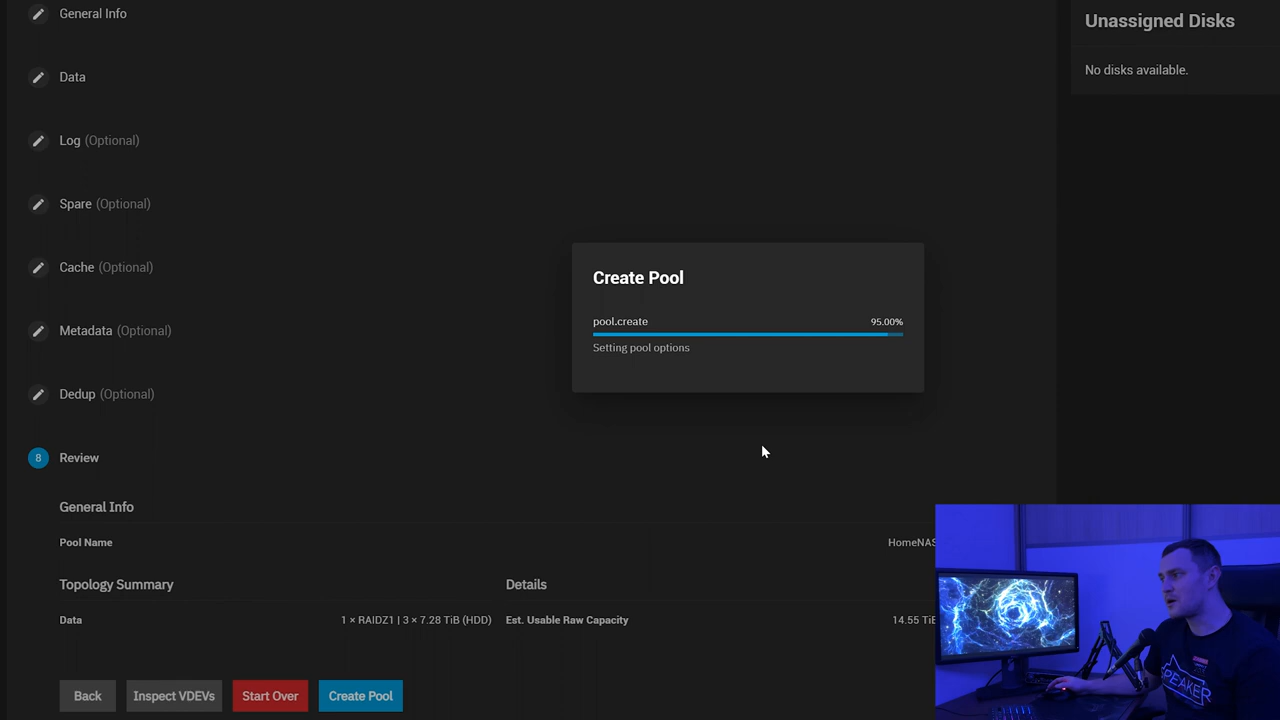 General Info
Unassigned Disks
Data
No disks available.
Log (Optional)
Spare (Optional)
Cache (Optional)
Metadata (Optional)
Dedup (Optional)
Create Pool
pool.create 95.00%
Setting pool options
8 Review
General Info
Pool Name HomeNAS
Topology Summary Details
Data 1 × RAIDZ1 | 3 × 7.28 TiB (HDD) Est. Usable Raw Capacity 14.55 TiB
Back Inspect VDEVs Start Over Create Pool
PEAKER